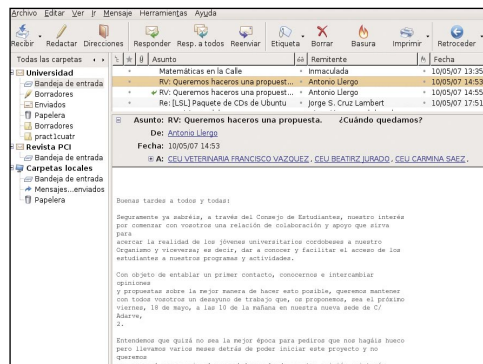 Archivo Editar Ver Ir Mensaje Herramientas Ayuda
Recibir Redactar Direcciones Responder Resp. a todos Reenviar Etiqueta Borrar Basura Imprimir Retroceder
Todas las carpetas Asunto Remitente Fecha
Universidad
Bandeja de entrada
Borradores
Enviados
Papelera
Borradores
pract1cuatr
Revista PCI
Bandeja de entrada
Carpetas locales
Bandeja de entrada
Mensajes...enviados
Papelera
Matemáticas en la Calle Inmaculada 10/05/07 13:35
RV: Queremos haceros una propuest... Antonio Llergo 10/05/07 14:53
RV: Queremos haceros una propuest... Antonio Llergo 10/05/07 14:55
Re: [LSL] Paquete de CDs de Ubuntu Jorge S. Cruz Lambert 10/05/07 17:51
Asunto: RV: Queremos haceros una propuesta. ¿Cuándo quedamos?
De: Antonio Llergo
Fecha: 10/05/07 14:53
A: CEU VETERINARIA FRANCISCO VAZQUEZ, CEU BEATIRZ JURADO, CEU CARMINA SAEZ,
Buenas tardes a todos y todas:
Seguramente ya sabréis, a través del Consejo de Estudiantes, nuestro interés
por comenzar con vosotros una relación de colaboración y apoyo que sirva
para
acercar la realidad de los jóvenes universitarios cordobeses a nuestro
Organismo y viceversa; es decir, dar a conocer y facilitar el acceso de los
estudiantes a nuestros programas y actividades.
Con objeto de entablar un primer contacto, conocernos e intercambiar
opiniones
y propuestas sobre la mejor manera de hacer esto posible, queremos mantener
con todos vosotros un desayuno de trabajo que, os proponemos, sea el próximo
viernes, 18 de mayo, a las 10 de la mañana en nuestra nueva sede de C/
Adarve,
2.
Entendemos que quizá no sea la mejor época para pediros que nos hagáis hueco
pero llevamos varios meses detrás de poder iniciar este proyecto y no
queremos